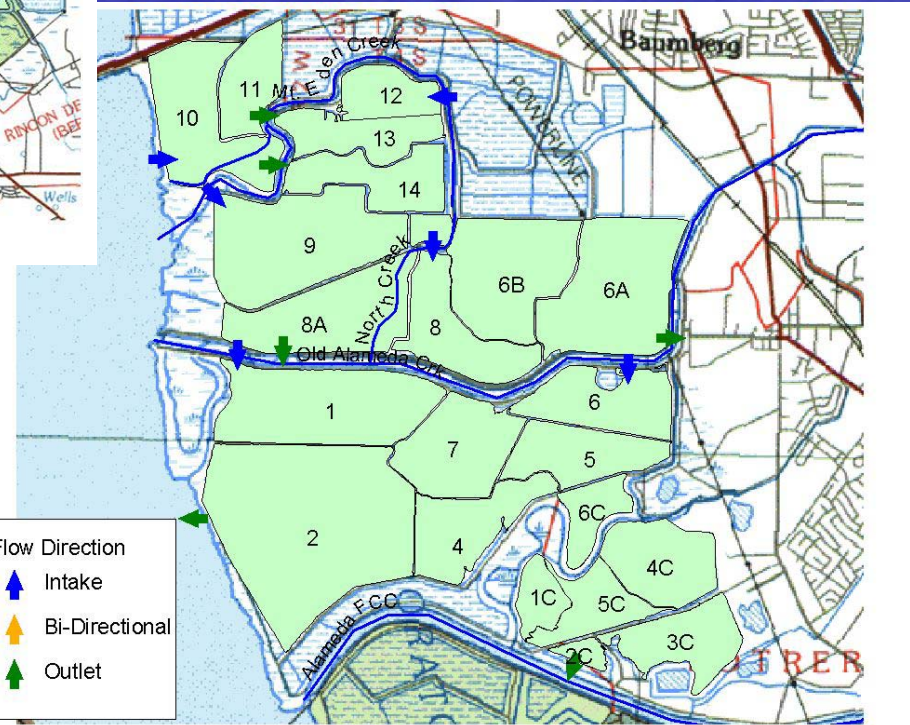 Baumberg
POWERLINE
RINCON DE
Wells
Mt. Eden Creek
11
10
12
13
14
9
North Creek
6B
6A
8A
8
Old Alameda Crk
1
6
7
5
2
4
6C
4C
1C
5C
2C
3C
Alameda FCC
Flow Direction
Intake
Bi-Directional
Outlet